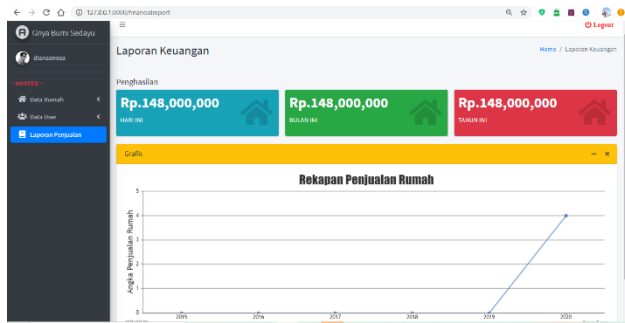 127.0.0.1:8000/financialreport
Griya Bumi Sedayu
Logout
dianaanosa
Laporan Keuangan
Home / Laporan Keuangan
MASTER
Data Rumah
Data User
Laporan Penjualan
Penghasilan
Rp.148,000,000
HARI INI
Rp.148,000,000
BULAN INI
Rp.148,000,000
TAHUN INI
Grafik
Rekapan Penjualan Rumah
Angka Penjualan Rumah
5
4
3
2
1
0
2015
2016
2017
2018
2019
2020